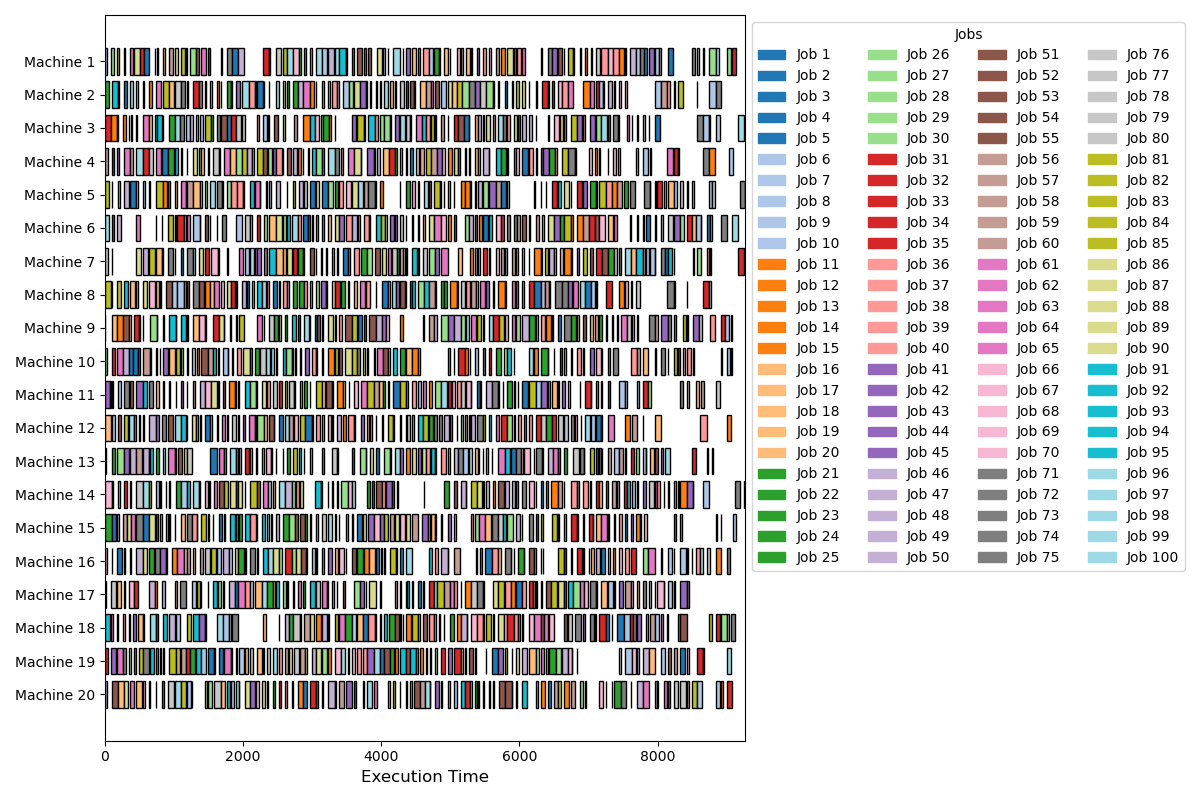 Machine 1
Machine 2
Machine 3
Machine 4
Machine 5
Machine 6
Machine 7
Machine 8
Machine 9
Machine 10
Machine 11
Machine 12
Machine 13
Machine 14
Machine 15
Machine 16
Machine 17
Machine 18
Machine 19
Machine 20
0 2000 4000 6000 8000
Execution Time
Jobs
Job 1 Job 26 Job 51 Job 76
Job 2 Job 27 Job 52 Job 77
Job 3 Job 28 Job 53 Job 78
Job 4 Job 29 Job 54 Job 79
Job 5 Job 30 Job 55 Job 80
Job 6 Job 31 Job 56 Job 81
Job 7 Job 32 Job 57 Job 82
Job 8 Job 33 Job 58 Job 83
Job 9 Job 34 Job 59 Job 84
Job 10 Job 35 Job 60 Job 85
Job 11 Job 36 Job 61 Job 86
Job 12 Job 37 Job 62 Job 87
Job 13 Job 38 Job 63 Job 88
Job 14 Job 39 Job 64 Job 89
Job 15 Job 40 Job 65 Job 90
Job 16 Job 41 Job 66 Job 91
Job 17 Job 42 Job 67 Job 92
Job 18 Job 43 Job 68 Job 93
Job 19 Job 44 Job 69 Job 94
Job 20 Job 45 Job 70 Job 95
Job 21 Job 46 Job 71 Job 96
Job 22 Job 47 Job 72 Job 97
Job 23 Job 48 Job 73 Job 98
Job 24 Job 49 Job 74 Job 99
Job 25 Job 50 Job 75 Job 100